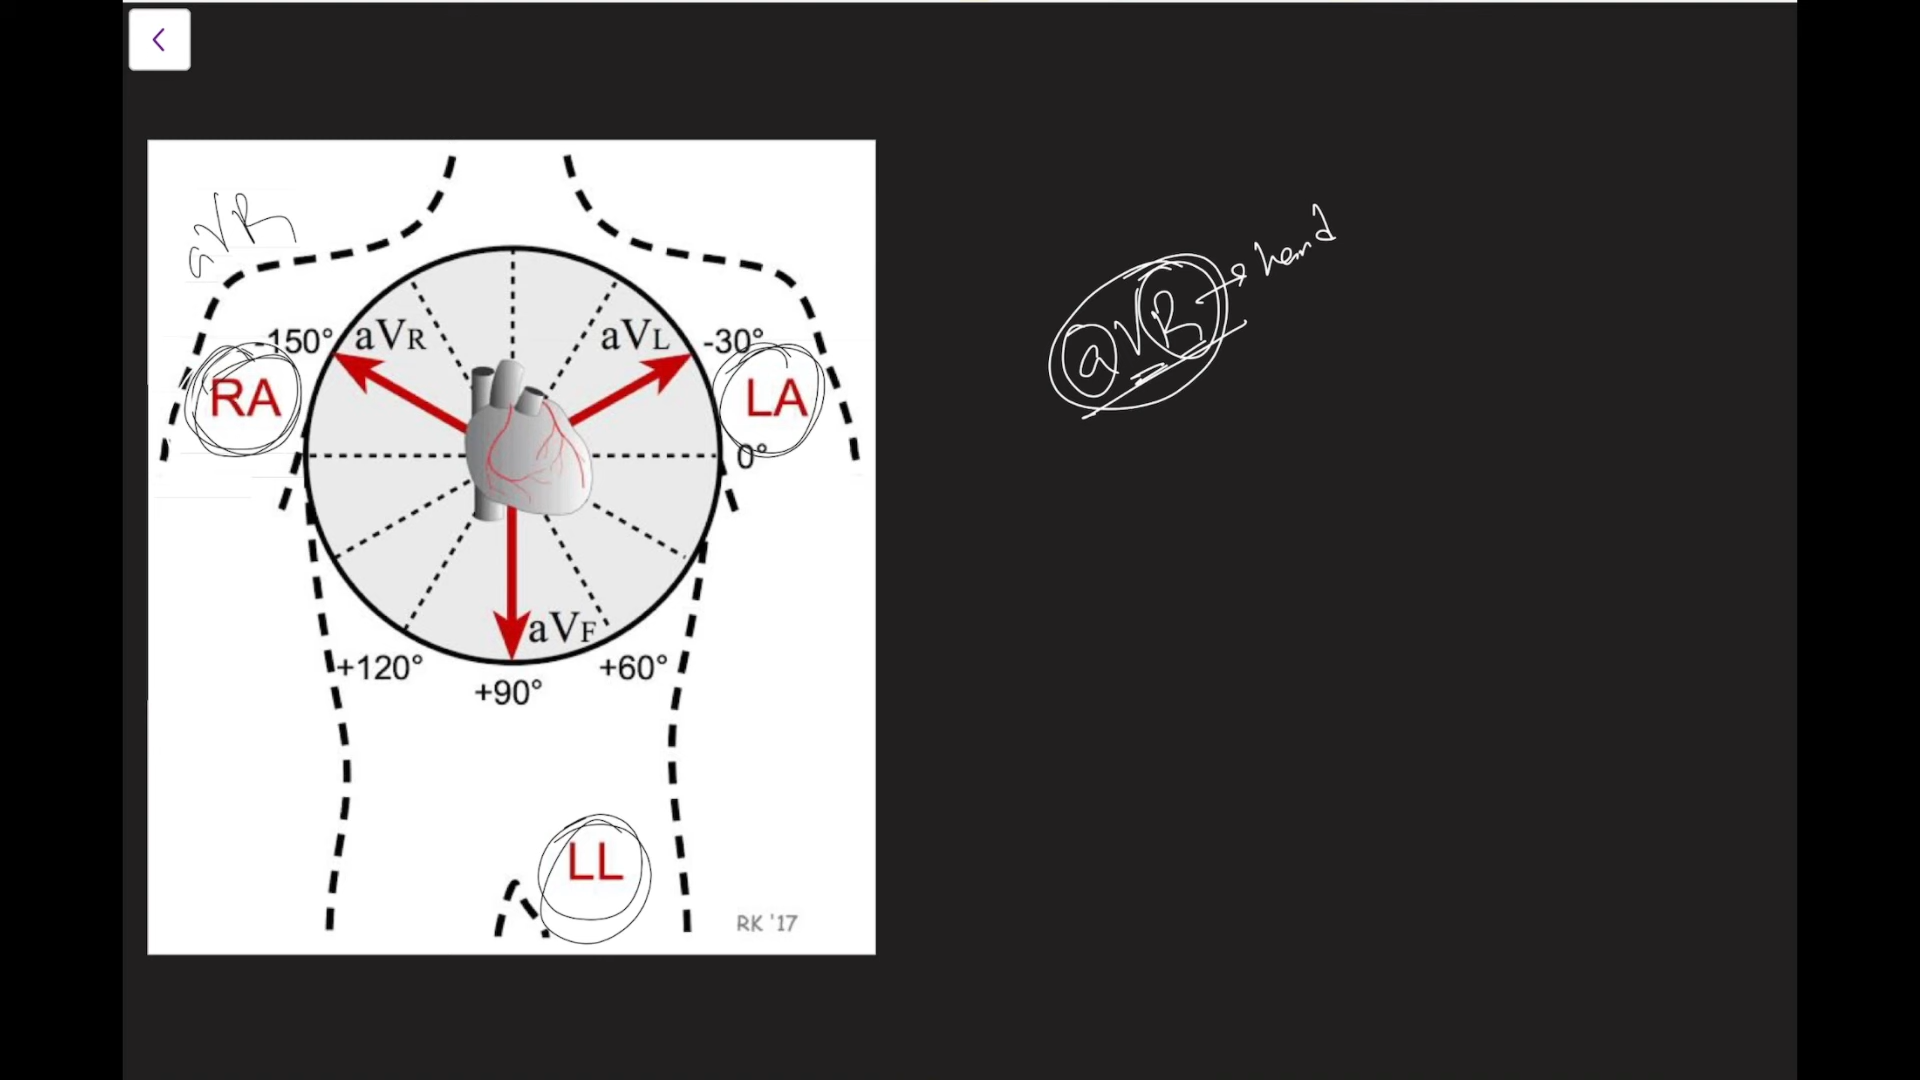 aVR
-150° aVR aVL -30°
RA LA
0°
aVF
+120° +60°
+90°
LL
RK '17
aVR → hand